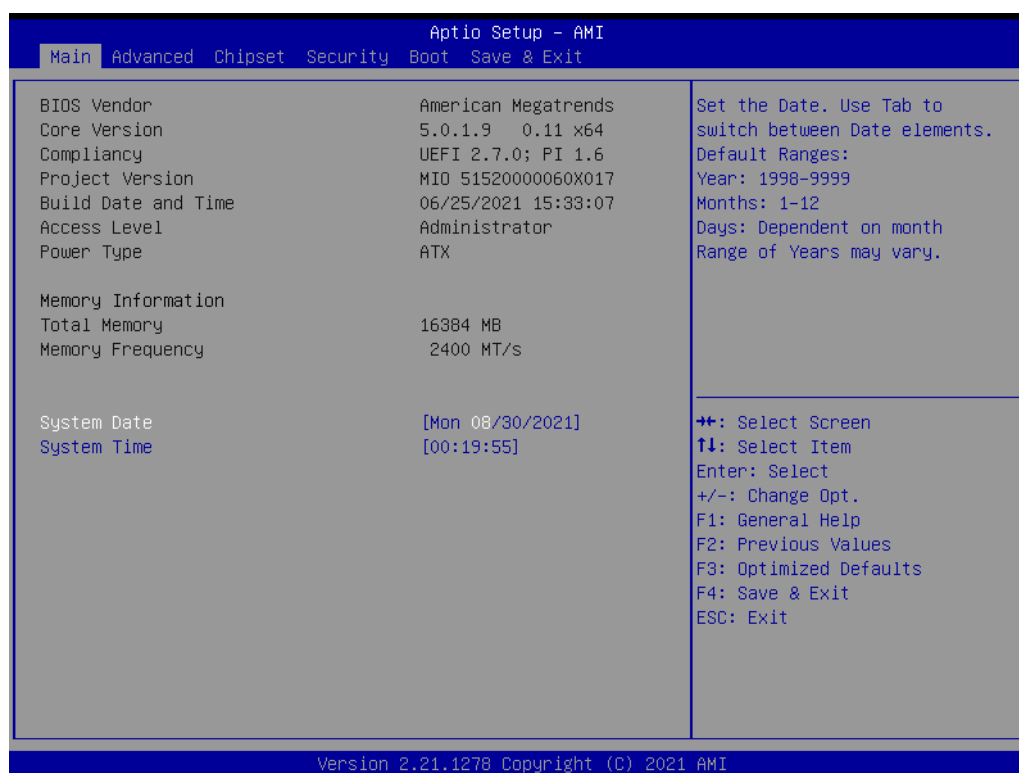 Aptio Setup – AMI
Main Advanced Chipset Security Boot Save & Exit
BIOS Vendor American Megatrends
Core Version 5.0.1.9 0.11 x64
Compliancy UEFI 2.7.0; PI 1.6
Project Version MIO 51520000060X017
Build Date and Time 06/25/2021 15:33:07
Access Level Administrator
Power Type ATX
Memory Information
Total Memory 16384 MB
Memory Frequency 2400 MT/s
System Date [Mon 08/30/2021]
System Time [00:19:55]
Set the Date. Use Tab to
switch between Date elements.
Default Ranges:
Year: 1998-9999
Months: 1-12
Days: Dependent on month
Range of Years may vary.
→←: Select Screen
↑↓: Select Item
Enter: Select
+/-: Change Opt.
F1: General Help
F2: Previous Values
F3: Optimized Defaults
F4: Save & Exit
ESC: Exit
Version 2.21.1278 Copyright (C) 2021 AMI